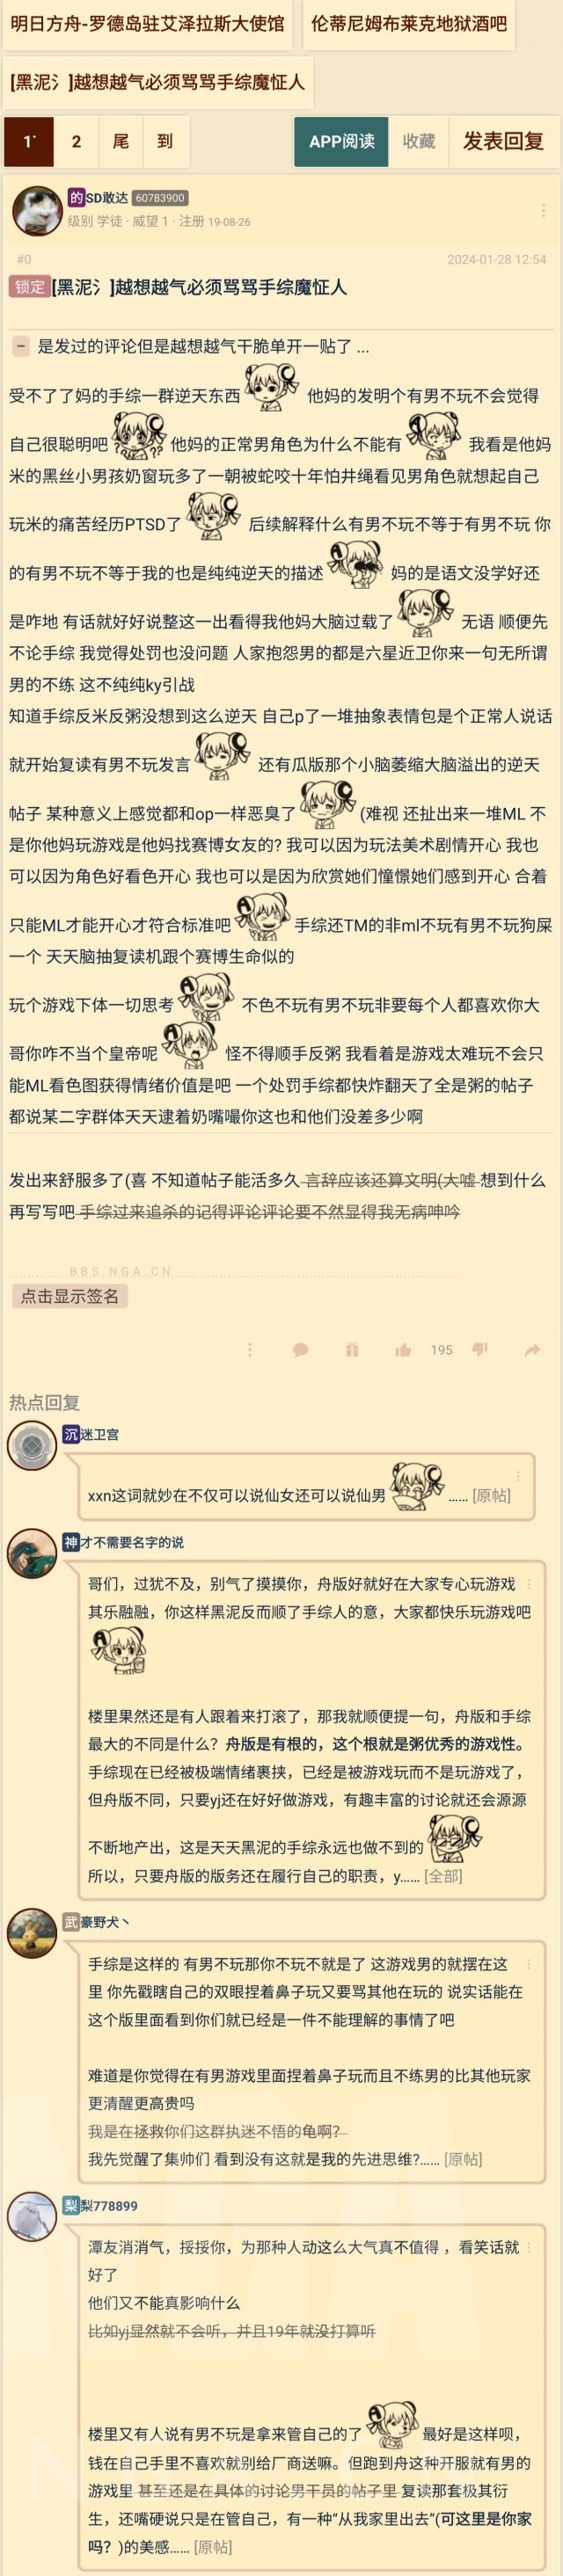 明日方舟-罗德岛驻艾泽拉斯大使馆
伦蒂尼姆布莱克地狱酒吧
[黑泥氵]越想越气必须骂骂手综魔怔人
1 2 尾 到 APP阅读 收藏 发表回复
的SD敢达 60783900
级别 学徒 · 威望 1 · 注册 19-08-26
#0 2024-01-28 12:54
锁定 [黑泥氵]越想越气必须骂骂手综魔怔人
− 是发过的评论但是越想越气干脆单开一贴了 ...
受不了了妈的手综一群逆天东西 他妈的发明个有男不玩不会觉得
自己很聪明吧 他妈的正常男角色为什么不能有 我看是他妈
米的黑丝小男孩奶窗玩多了一朝被蛇咬十年怕井绳看见男角色就想起自己
玩米的痛苦经历PTSD了 后续解释什么有男不玩不等于有男不玩 你
的有男不玩不等于我的也是纯纯逆天的描述 妈的是语文没学好还
是咋地 有话就好好说整这一出看得我他妈大脑过载了 无语 顺便先
不论手综 我觉得处罚也没问题 人家抱怨男的都是六星近卫你来一句无所谓
男的不练 这不纯纯ky引战
知道手综反米反粥没想到这么逆天 自己p了一堆抽象表情包是个正常人说话
就开始复读有男不玩发言 还有瓜版那个小脑萎缩大脑溢出的逆天
帖子 某种意义上感觉都和op一样恶臭了 (难视 还扯出来一堆ML 不
是你他妈玩游戏是他妈找赛博女友的? 我可以因为玩法美术剧情开心 我也
可以因为角色好看色开心 我也可以是因为欣赏她们憧憬她们感到开心 合着
只能ML才能开心才符合标准吧 手综还TM的非ml不玩有男不玩狗屎
一个 天天脑抽复读机跟个赛博生命似的
玩个游戏下体一切思考 不色不玩有男不玩非要每个人都喜欢你大
哥你咋不当个皇帝呢 怪不得顺手反粥 我看着是游戏太难玩不会只
能ML看色图获得情绪价值是吧 一个处罚手综都快炸翻天了全是粥的帖子
都说某二字群体天天逮着奶嘴嘬你这也和他们没差多少啊
发出来舒服多了(喜 不知道帖子能活多久 言辞应该还算文明(大嘘 想到什么
再写写吧 手综过来追杀的记得评论评论要不然显得我无病呻吟
BBS.NGA.CN
点击显示签名
195
热点回复
沉迷卫宫
xxn这词就妙在不仅可以说仙女还可以说仙男 …… [原帖]
神才不需要名字的说
哥们，过犹不及，别气了摸摸你，舟版好就好在大家专心玩游戏
其乐融融，你这样黑泥反而顺了手综人的意，大家都快乐玩游戏吧
楼里果然还是有人跟着来打滚了，那我就顺便提一句，舟版和手综
最大的不同是什么？舟版是有根的，这个根就是粥优秀的游戏性。
手综现在已经被极端情绪裹挟，已经是被游戏玩而不是玩游戏了，
但舟版不同，只要yj还在好好做游戏，有趣丰富的讨论就还会源源
不断地产出，这是天天黑泥的手综永远也做不到的
所以，只要舟版的版务还在履行自己的职责，y…… [全部]
武豪野犬丶
手综是这样的 有男不玩那你不玩不就是了 这游戏男的就摆在这
里 你先戳瞎自己的双眼捏着鼻子玩又要骂其他在玩的 说实话能在
这个版里面看到你们就已经是一件不能理解的事情了吧
难道是你觉得在有男游戏里面捏着鼻子玩而且不练男的比其他玩家
更清醒更高贵吗
我是在拯救你们这群执迷不悟的龟啊？
我先觉醒了集帅们 看到没有这就是我的先进思维?…… [原帖]
梨梨778899
潭友消消气，挼挼你，为那种人动这么大气真不值得 ，看笑话就
好了
他们又不能真影响什么
比如yj显然就不会听，并且19年就没打算听
楼里又有人说有男不玩是拿来管自己的了 最好是这样呗，
钱在自己手里不喜欢就别给厂商送嘛。但跑到舟这种开服就有男的
游戏里 甚至还是在具体的讨论男干员的帖子里 复读那套极其衍
生，还嘴硬说只是在管自己，有一种“从我家里出去”(可这里是你家
吗？)的美感…… [原帖]